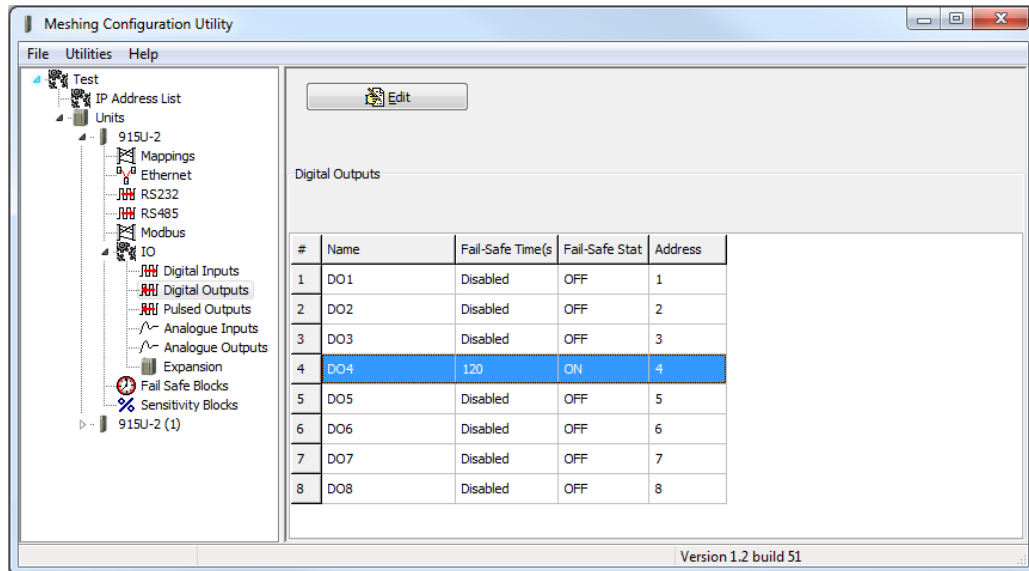 Meshing Configuration Utility
File Utilities Help
Test
IP Address List
Units
915U-2
Mappings
Ethernet
RS232
RS485
Modbus
IO
Digital Inputs
Digital Outputs
Pulsed Outputs
Analogue Inputs
Analogue Outputs
Expansion
Fail Safe Blocks
Sensitivity Blocks
915U-2 (1)
Edit
Digital Outputs
# Name Fail-Safe Time(s Fail-Safe Stat Address
1 DO1 Disabled OFF 1
2 DO2 Disabled OFF 2
3 DO3 Disabled OFF 3
4 DO4 120 ON 4
5 DO5 Disabled OFF 5
6 DO6 Disabled OFF 6
7 DO7 Disabled OFF 7
8 DO8 Disabled OFF 8
Version 1.2 build 51